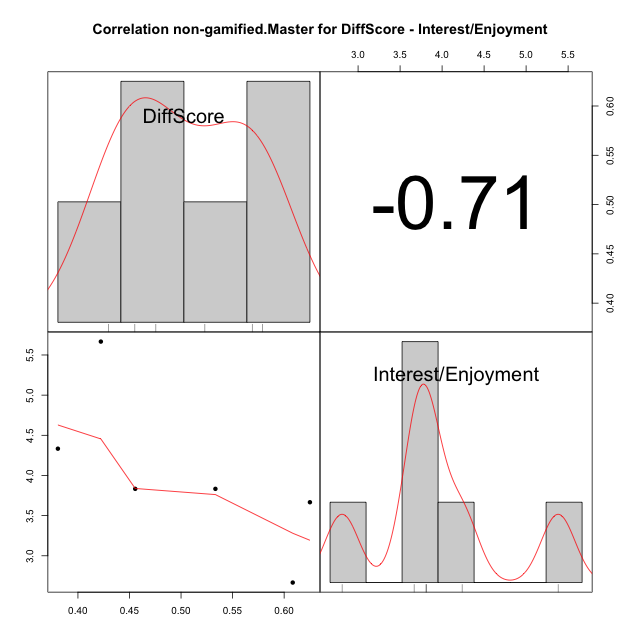 Correlation non-gamified.Master for DiffScore - Interest/Enjoyment
3.0 3.5 4.0 4.5 5.0 5.5
DiffScore
-0.71
0.60
0.55
0.50
0.45
0.40
5.5
5.0
4.5
4.0
3.5
3.0
Interest/Enjoyment
0.40 0.45 0.50 0.55 0.60